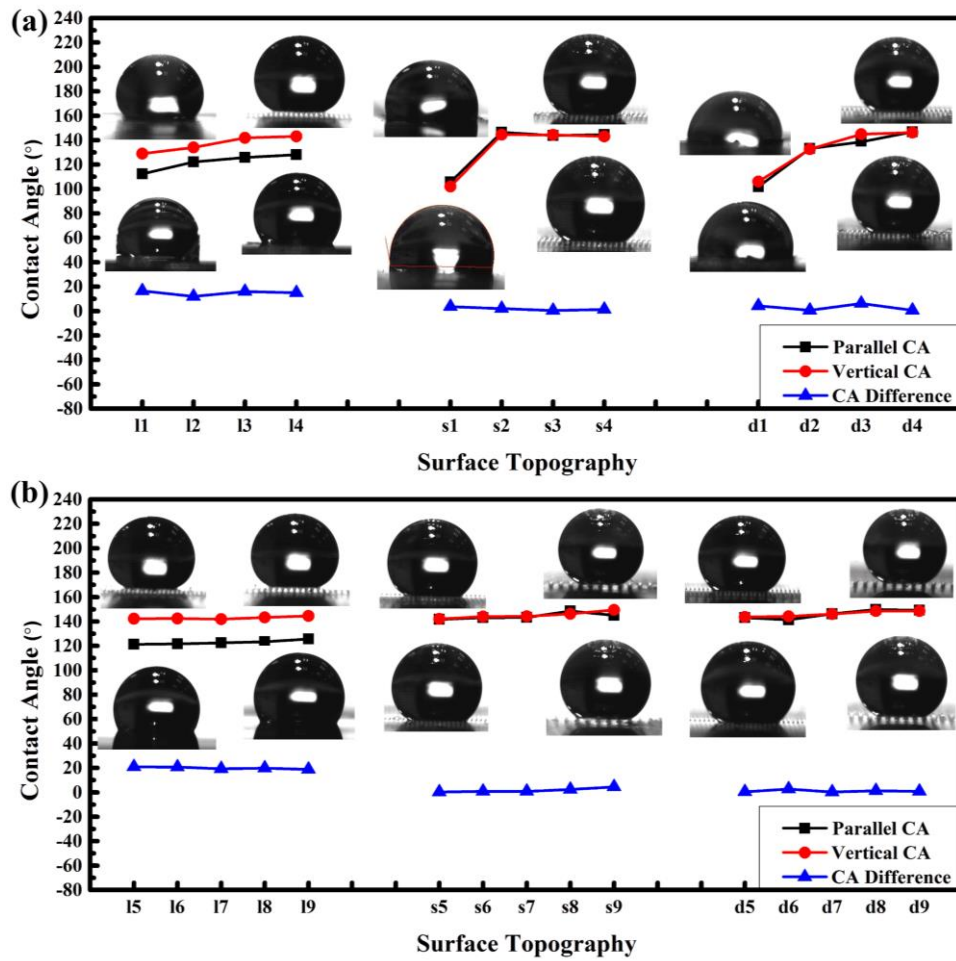 (a)
240
220
200
180
160
140
120
100
80
60
40
20
0
-20
-40
-60
-80
Contact Angle (°)
Parallel CA
Vertical CA
CA Difference
l1 l2 l3 l4 s1 s2 s3 s4 d1 d2 d3 d4
Surface Topography
(b)
240
220
200
180
160
140
120
100
80
60
40
20
0
-20
-40
-60
-80
Contact Angle (°)
Parallel CA
Vertical CA
CA Difference
l5 l6 l7 l8 l9 s5 s6 s7 s8 s9 d5 d6 d7 d8 d9
Surface Topography